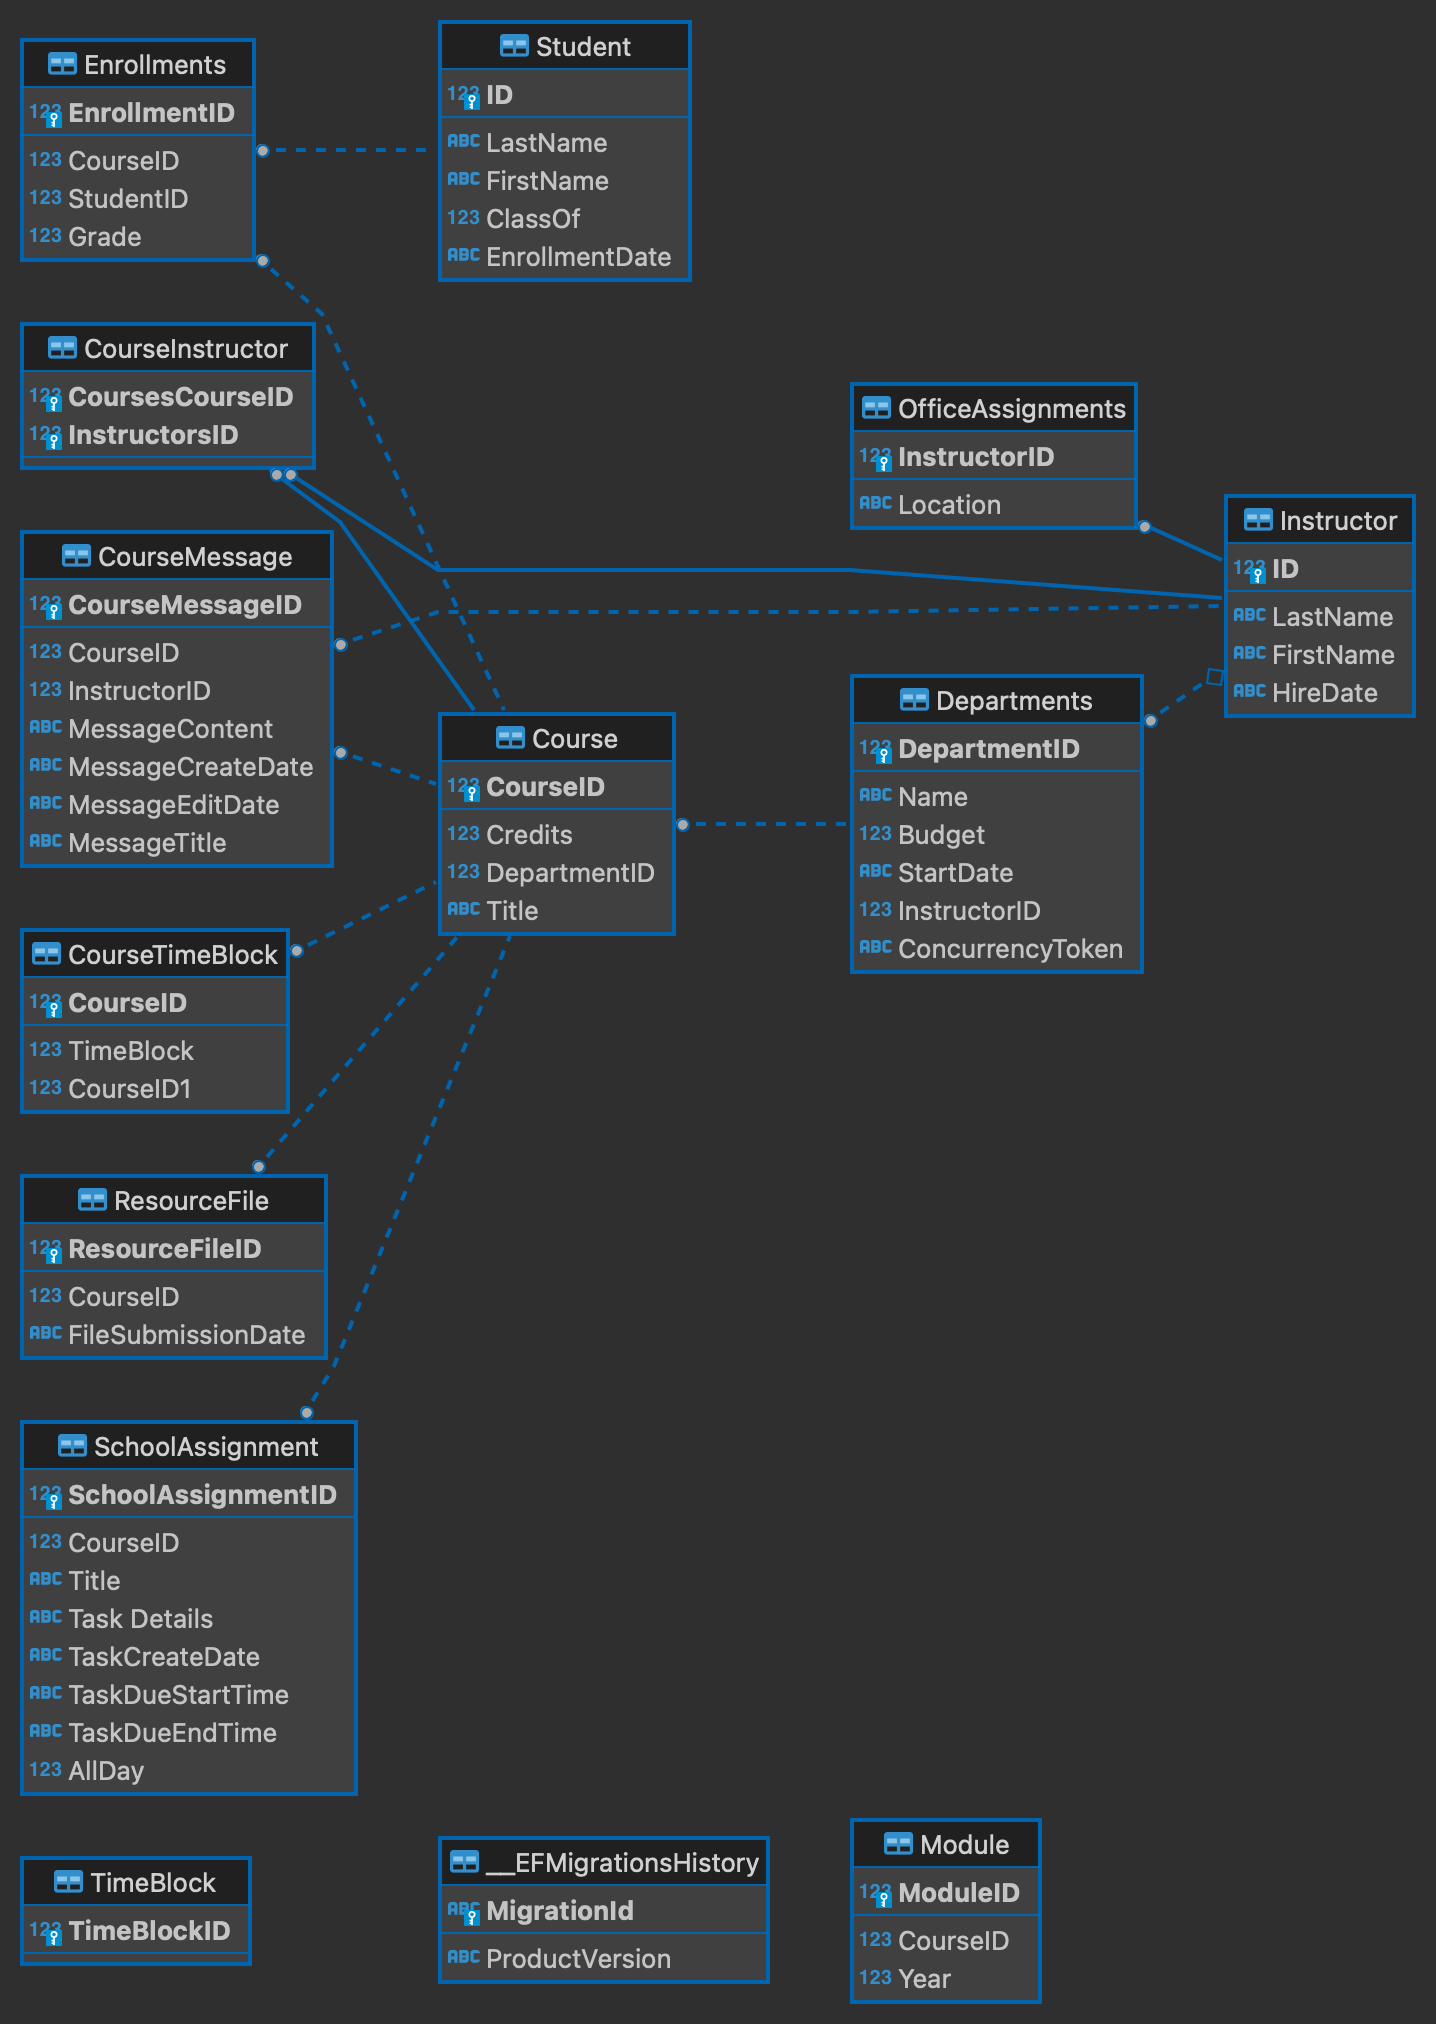 Enrollments
123 EnrollmentID
123 CourseID
123 StudentID
123 Grade
Student
123 ID
ABC LastName
ABC FirstName
123 ClassOf
ABC EnrollmentDate
CourseInstructor
123 CoursesCourseID
123 InstructorsID
OfficeAssignments
123 InstructorID
ABC Location
Instructor
123 ID
ABC LastName
ABC FirstName
ABC HireDate
CourseMessage
123 CourseMessageID
123 CourseID
123 InstructorID
ABC MessageContent
ABC MessageCreateDate
ABC MessageEditDate
ABC MessageTitle
Course
123 CourseID
123 Credits
123 DepartmentID
ABC Title
Departments
123 DepartmentID
ABC Name
123 Budget
ABC StartDate
123 InstructorID
ABC ConcurrencyToken
CourseTimeBlock
123 CourseID
123 TimeBlock
123 CourseID1
ResourceFile
123 ResourceFileID
123 CourseID
ABC FileSubmissionDate
SchoolAssignment
123 SchoolAssignmentID
123 CourseID
ABC Title
ABC Task Details
ABC TaskCreateDate
ABC TaskDueStartTime
ABC TaskDueEndTime
123 AllDay
TimeBlock
123 TimeBlockID
__EFMigrationsHistory
ABC MigrationId
ABC ProductVersion
Module
123 ModuleID
123 CourseID
123 Year